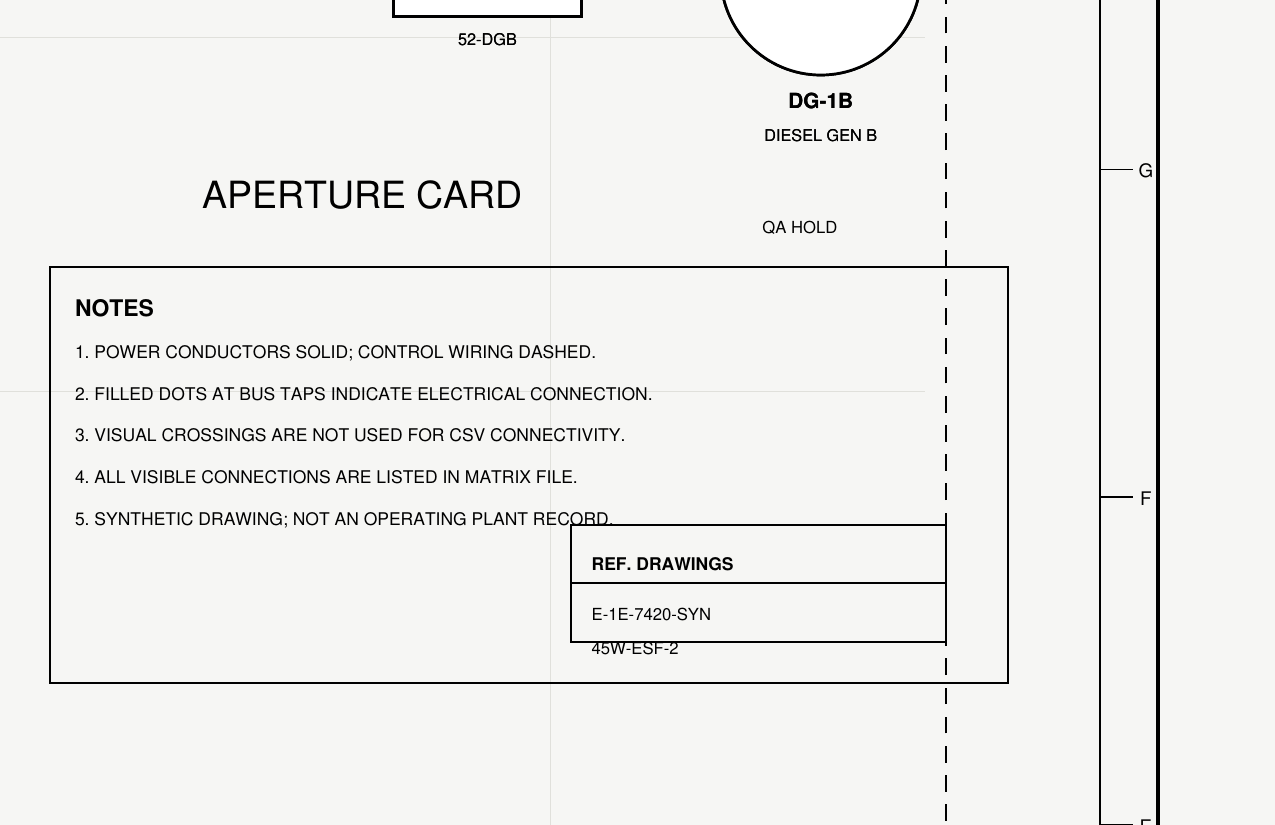 52-DGB
DG-1B
DIESEL GEN B
G
APERTURE CARD
QA HOLD
NOTES
1. POWER CONDUCTORS SOLID; CONTROL WIRING DASHED.
2. FILLED DOTS AT BUS TAPS INDICATE ELECTRICAL CONNECTION.
3. VISUAL CROSSINGS ARE NOT USED FOR CSV CONNECTIVITY.
4. ALL VISIBLE CONNECTIONS ARE LISTED IN MATRIX FILE.
F
5. SYNTHETIC DRAWING; NOT AN OPERATING PLANT RECORD.
REF. DRAWINGS
E-1E-7420-SYN
45W-ESF-2